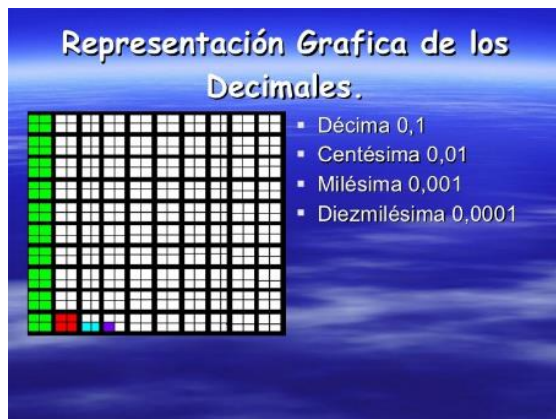 Representación Grafica de los
Decimales.
▪ Décima 0,1
▪ Centésima 0,01
▪ Milésima 0,001
▪ Diezmilésima 0,0001